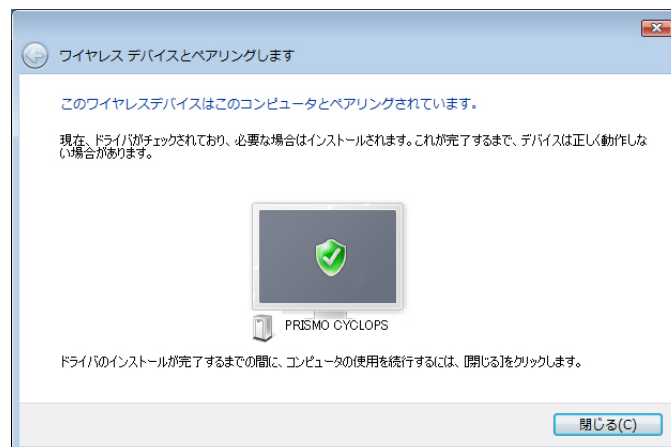 ワイヤレス デバイスとペアリングします
このワイヤレスデバイスはこのコンピュータとペアリングされています。
現在、ドライバがチェックされており、必要な場合はインストールされます。これが完了するまで、デバイスは正しく動作しな
い場合があります。
PRISMO CYCLOPS
ドライバのインストールが完了するまでの間に、コンピュータの使用を続行するには、[閉じる]をクリックします。
閉じる(C)